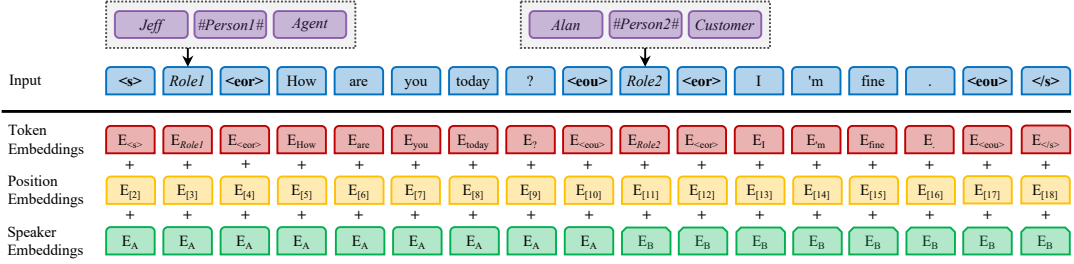 Jeff #Person1# Agent Alan #Person2# Customer
Input <s> Role1 <eor> How are you today ? <eou> Role2 <eor> I 'm fine . <eou> </s>
Token
Embeddings
E<s> ERole1 E<eor> EHow Eare Eyou Etoday E? E<eou> ERole2 E<eor> EI E'm Efine E. E<eou> E</s>
+ + + + + + + + + + + + + + + + +
Position
Embeddings
E[2] E[3] E[4] E[5] E[6] E[7] E[8] E[9] E[10] E[11] E[12] E[13] E[14] E[15] E[16] E[17] E[18]
+ + + + + + + + + + + + + + + + +
Speaker
Embeddings
EA EA EA EA EA EA EA EA EA EB EB EB EB EB EB EB EB